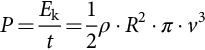 P = E_k/t = 1/2 ρ · R² · π · v³